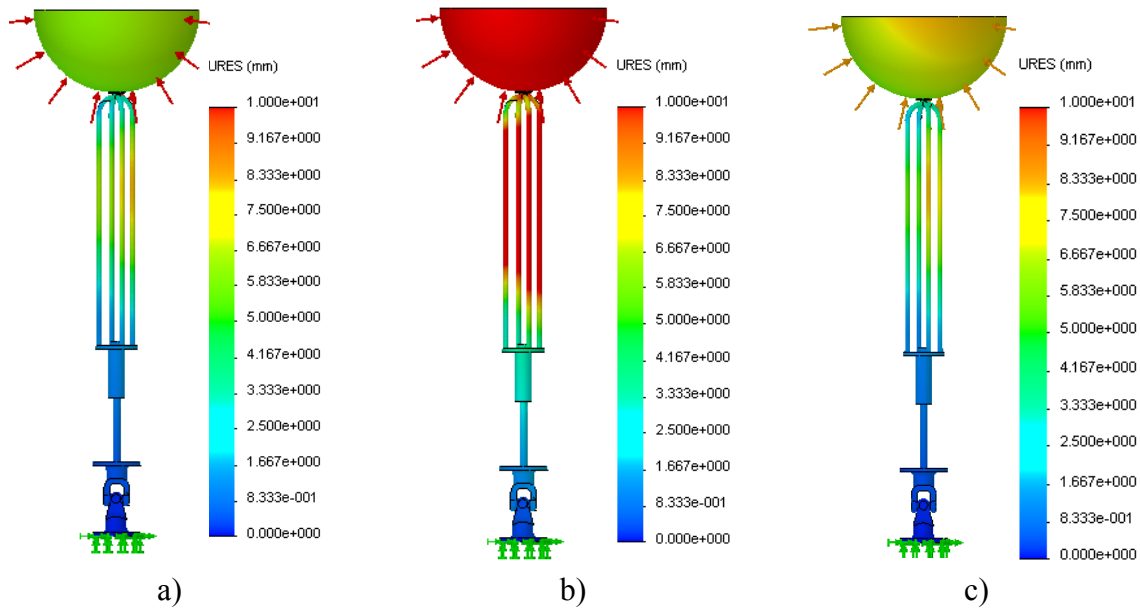 URES (mm)
1.000e+001
9.167e+000
8.333e+000
7.500e+000
6.667e+000
5.833e+000
5.000e+000
4.167e+000
3.333e+000
2.500e+000
1.667e+000
8.333e-001
0.000e+000
a)
URES (mm)
1.000e+001
9.167e+000
8.333e+000
7.500e+000
6.667e+000
5.833e+000
5.000e+000
4.167e+000
3.333e+000
2.500e+000
1.667e+000
8.333e-001
0.000e+000
b)
URES (mm)
1.000e+001
9.167e+000
8.333e+000
7.500e+000
6.667e+000
5.833e+000
5.000e+000
4.167e+000
3.333e+000
2.500e+000
1.667e+000
8.333e-001
0.000e+000
c)